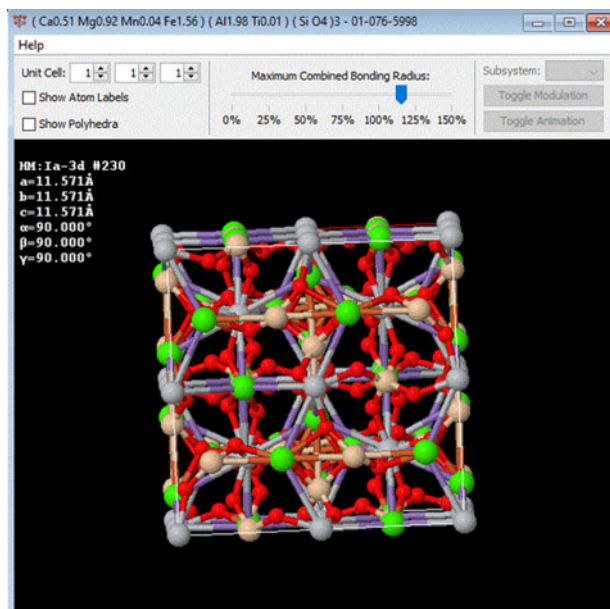 ( Ca0.51 Mg0.92 Mn0.04 Fe1.56 ) ( Al1.98 Ti0.01 ) ( Si O4 )3 - 01-076-5998
Help
Unit Cell: 1 1 1
Show Atom Labels
Show Polyhedra
Maximum Combined Bonding Radius:
0% 25% 50% 75% 100% 125% 150%
Subsystem:
Toggle Modulation
Toggle Animation
HM:Ia-3d #230
a=11.571Å
b=11.571Å
c=11.571Å
α=90.000°
β=90.000°
γ=90.000°